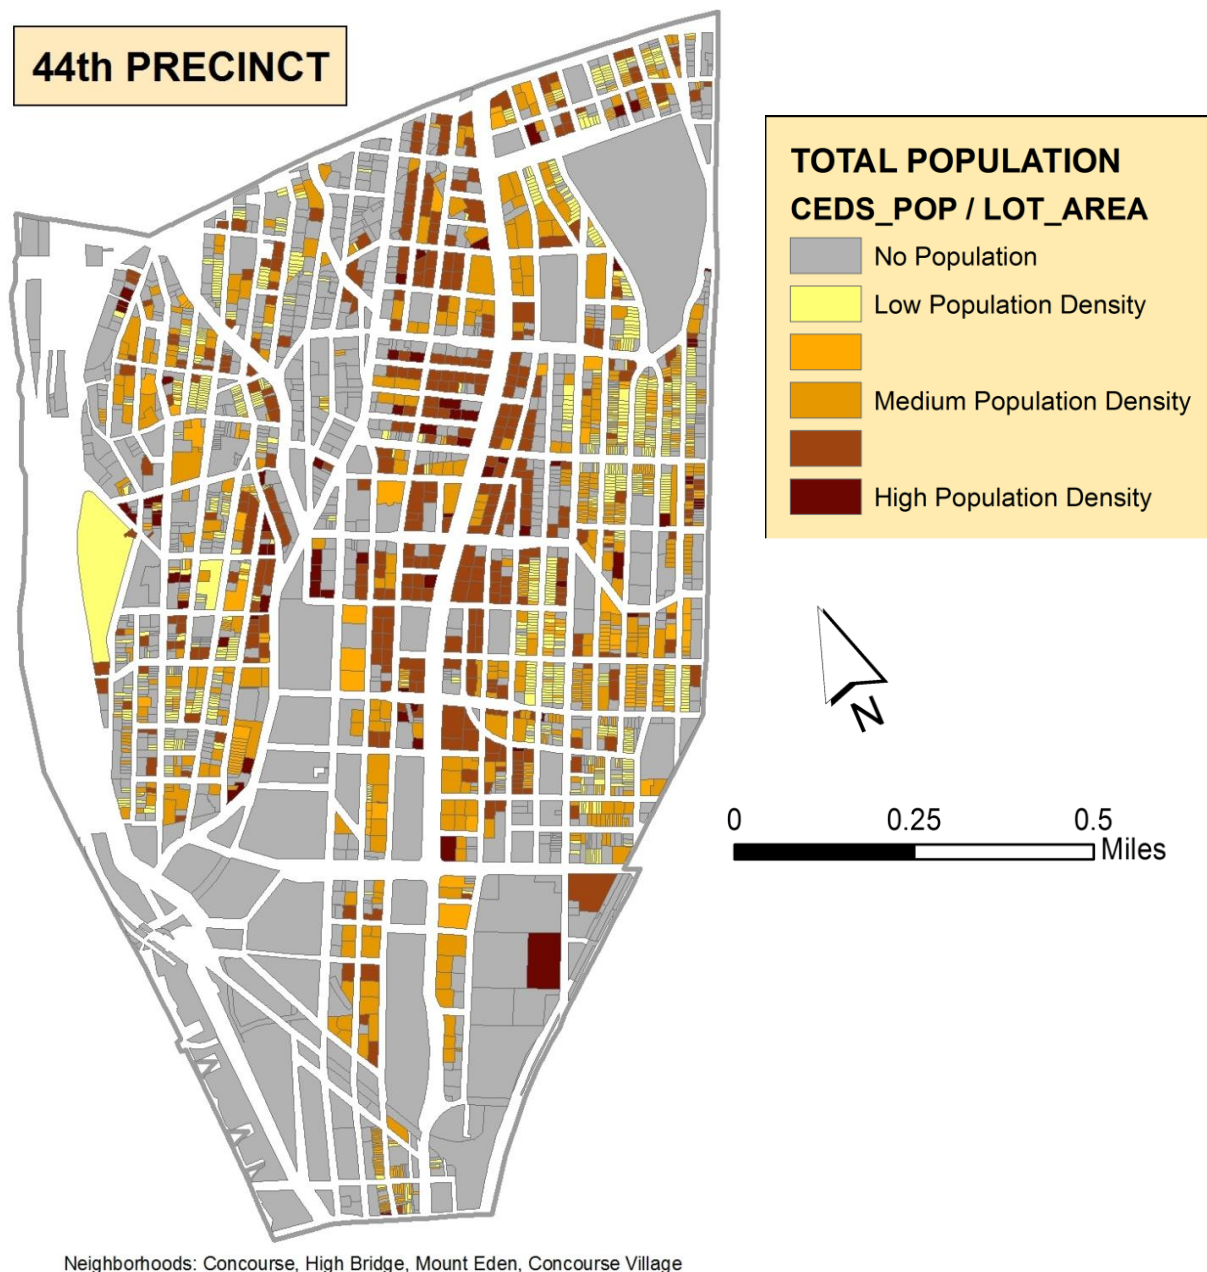 44th PRECINCT
TOTAL POPULATION
CEDS_POP / LOT_AREA
No Population
Low Population Density
Medium Population Density
High Population Density
N
0 0.25 0.5
Miles
Neighborhoods: Concourse, High Bridge, Mount Eden, Concourse Village